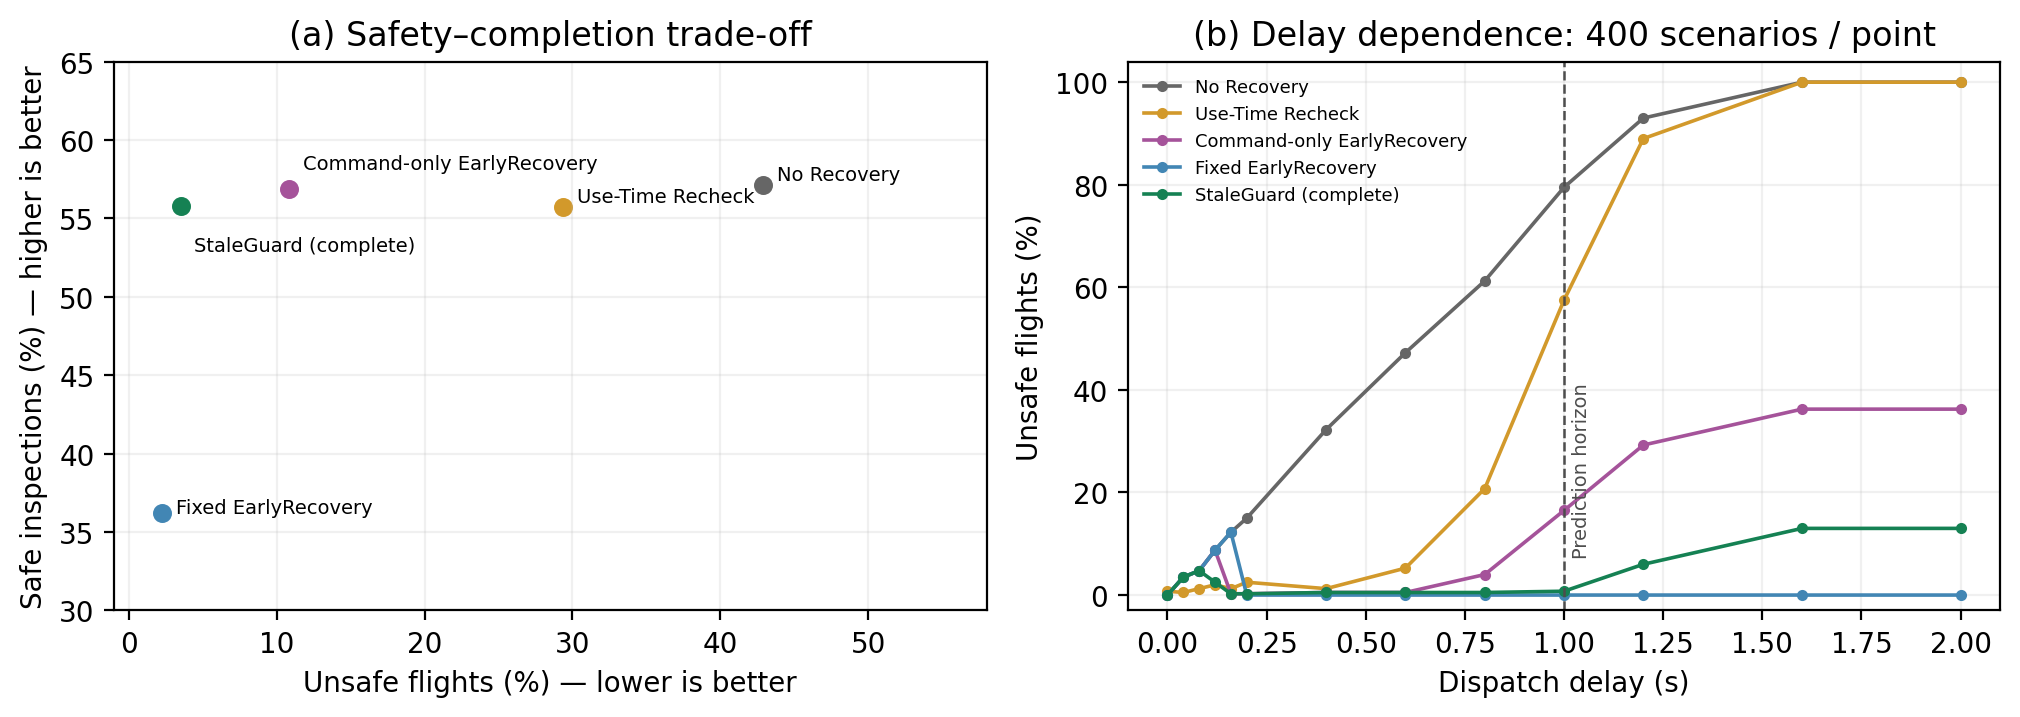 (a) Safety–completion trade-off
Safe inspections (%) — higher is better
65
60
55
50
45
40
35
30
Command-only EarlyRecovery
No Recovery
Use-Time Recheck
StaleGuard (complete)
Fixed EarlyRecovery
0
10
20
30
40
50
Unsafe flights (%) — lower is better
(b) Delay dependence: 400 scenarios / point
Unsafe flights (%)
100
80
60
40
20
0
No Recovery
Use-Time Recheck
Command-only EarlyRecovery
Fixed EarlyRecovery
StaleGuard (complete)
Prediction horizon
0.00
0.25
0.50
0.75
1.00
1.25
1.50
1.75
2.00
Dispatch delay (s)